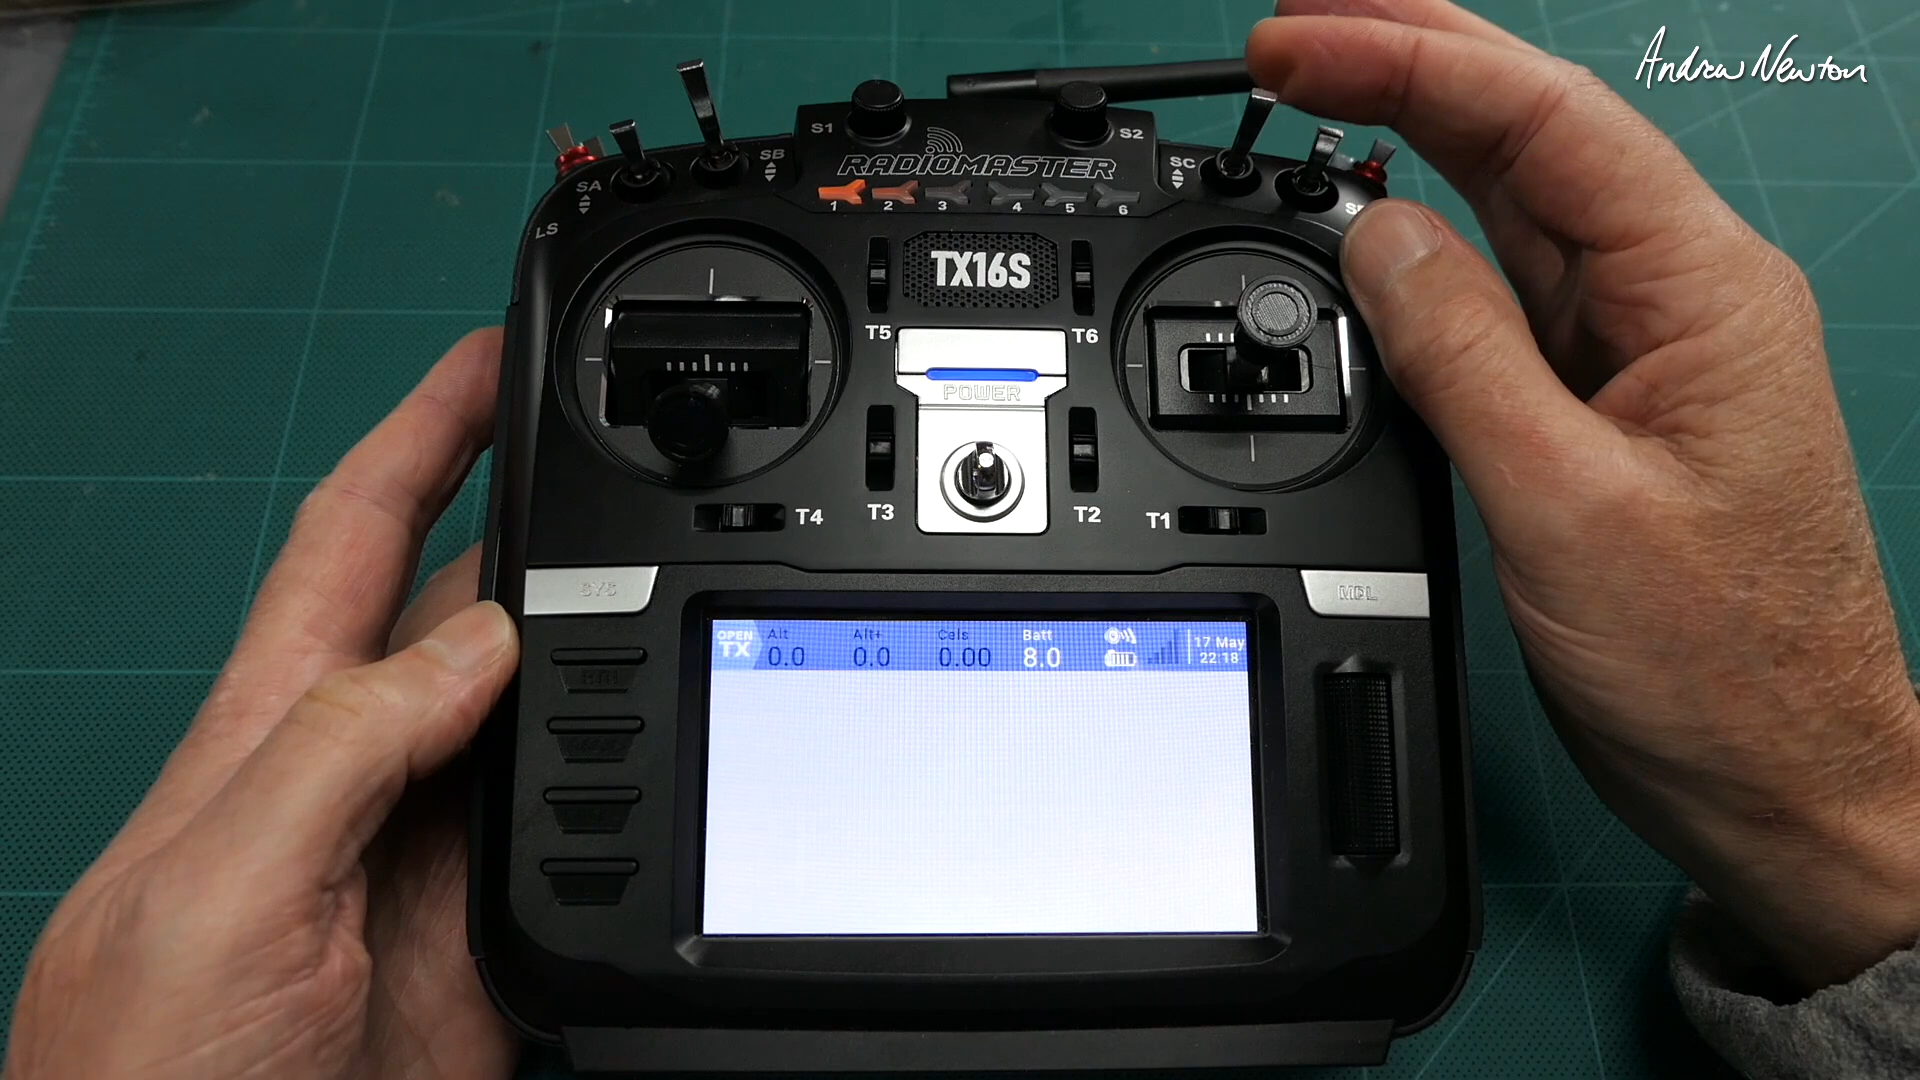 Andrew Newton
S1
S2
RADIOMASTER
SB
SC
SA
LS
1 2 3 4 5 6
TX16S
T5
T6
POWER
T4
T3
T2
T1
SYS
MDL
OPEN TX
Alt
0.0
Alt+
0.0
Cels
0.00
Batt
8.0
17 May
22:18
RTN